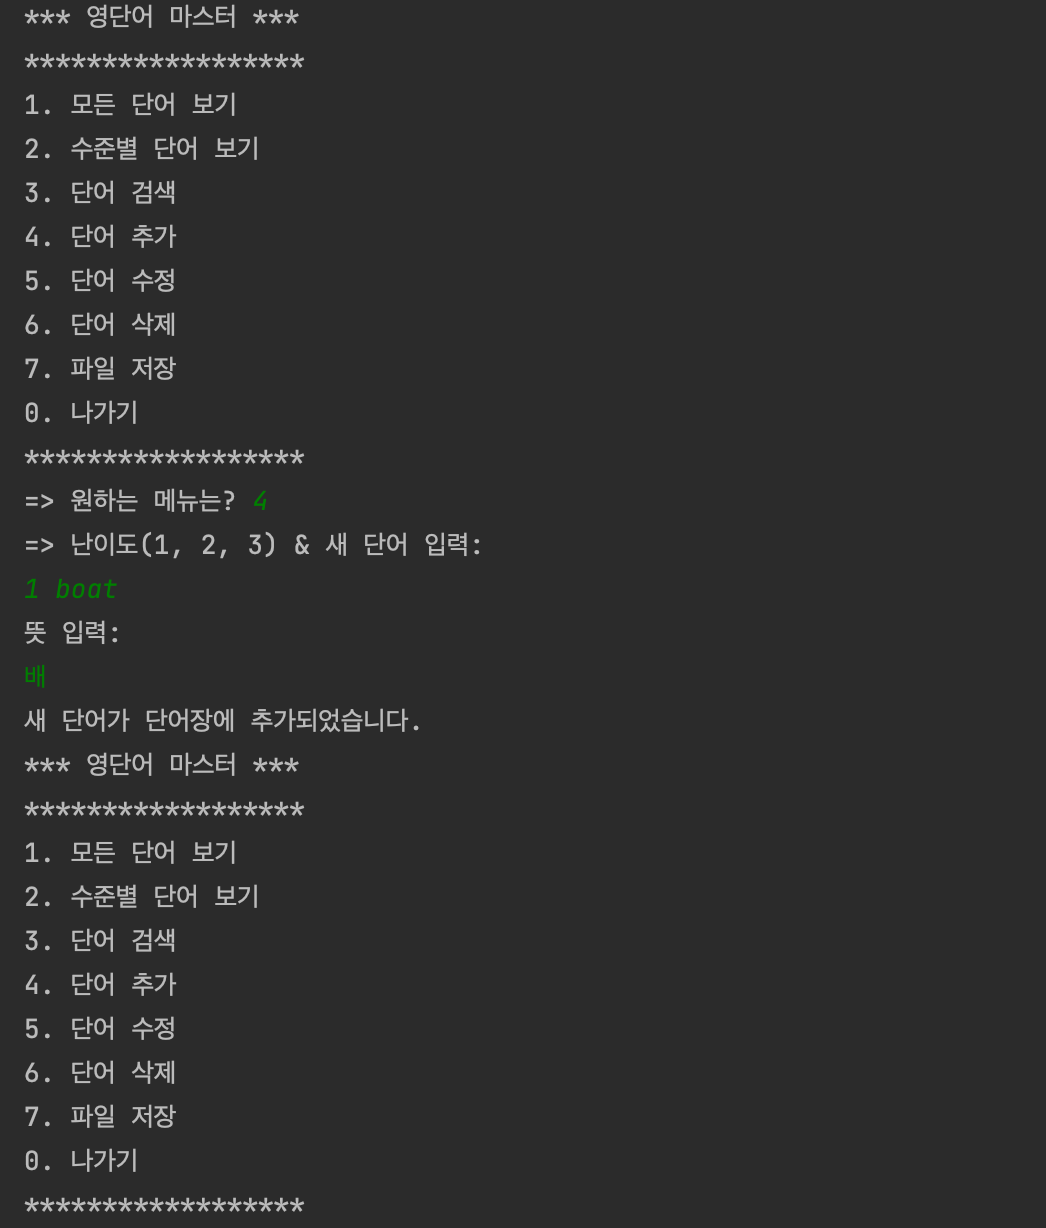 *** 영단어 마스터 ***
******************
1. 모든 단어 보기
2. 수준별 단어 보기
3. 단어 검색
4. 단어 추가
5. 단어 수정
6. 단어 삭제
7. 파일 저장
0. 나가기
******************
=> 원하는 메뉴는? 4
=> 난이도(1, 2, 3) & 새 단어 입력:
1 boat
뜻 입력:
배
새 단어가 단어장에 추가되었습니다.
*** 영단어 마스터 ***
******************
1. 모든 단어 보기
2. 수준별 단어 보기
3. 단어 검색
4. 단어 추가
5. 단어 수정
6. 단어 삭제
7. 파일 저장
0. 나가기
******************